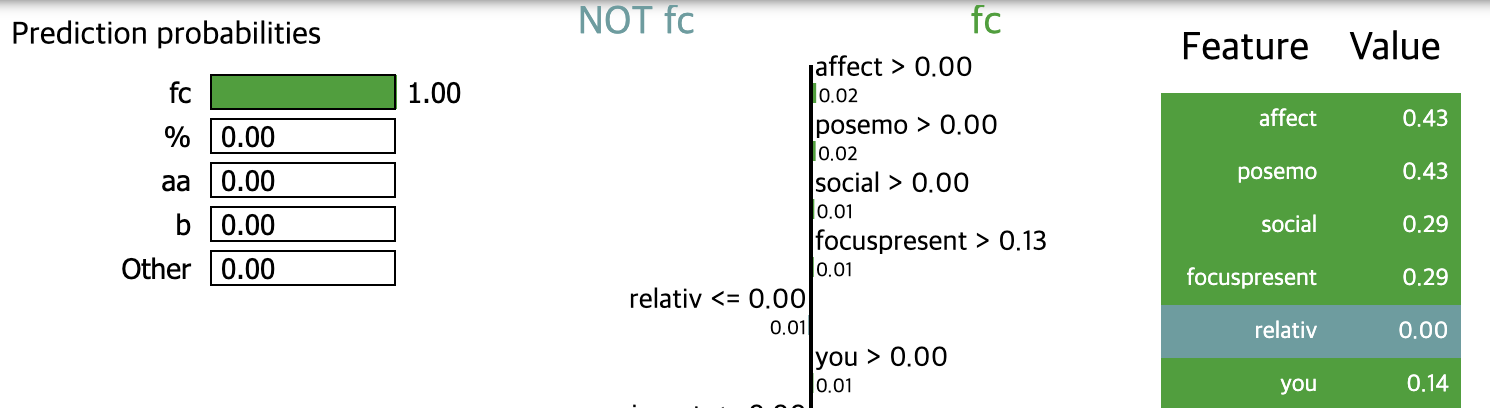 Prediction probabilities
fc 1.00
% 0.00
aa 0.00
b 0.00
Other 0.00
NOT fc fc
affect > 0.00
0.02
posemo > 0.00
0.02
social > 0.00
0.01
focuspresent > 0.13
0.01
relativ <= 0.00
0.01
you > 0.00
0.01
Feature Value
affect 0.43
posemo 0.43
social 0.29
focuspresent 0.29
relativ 0.00
you 0.14